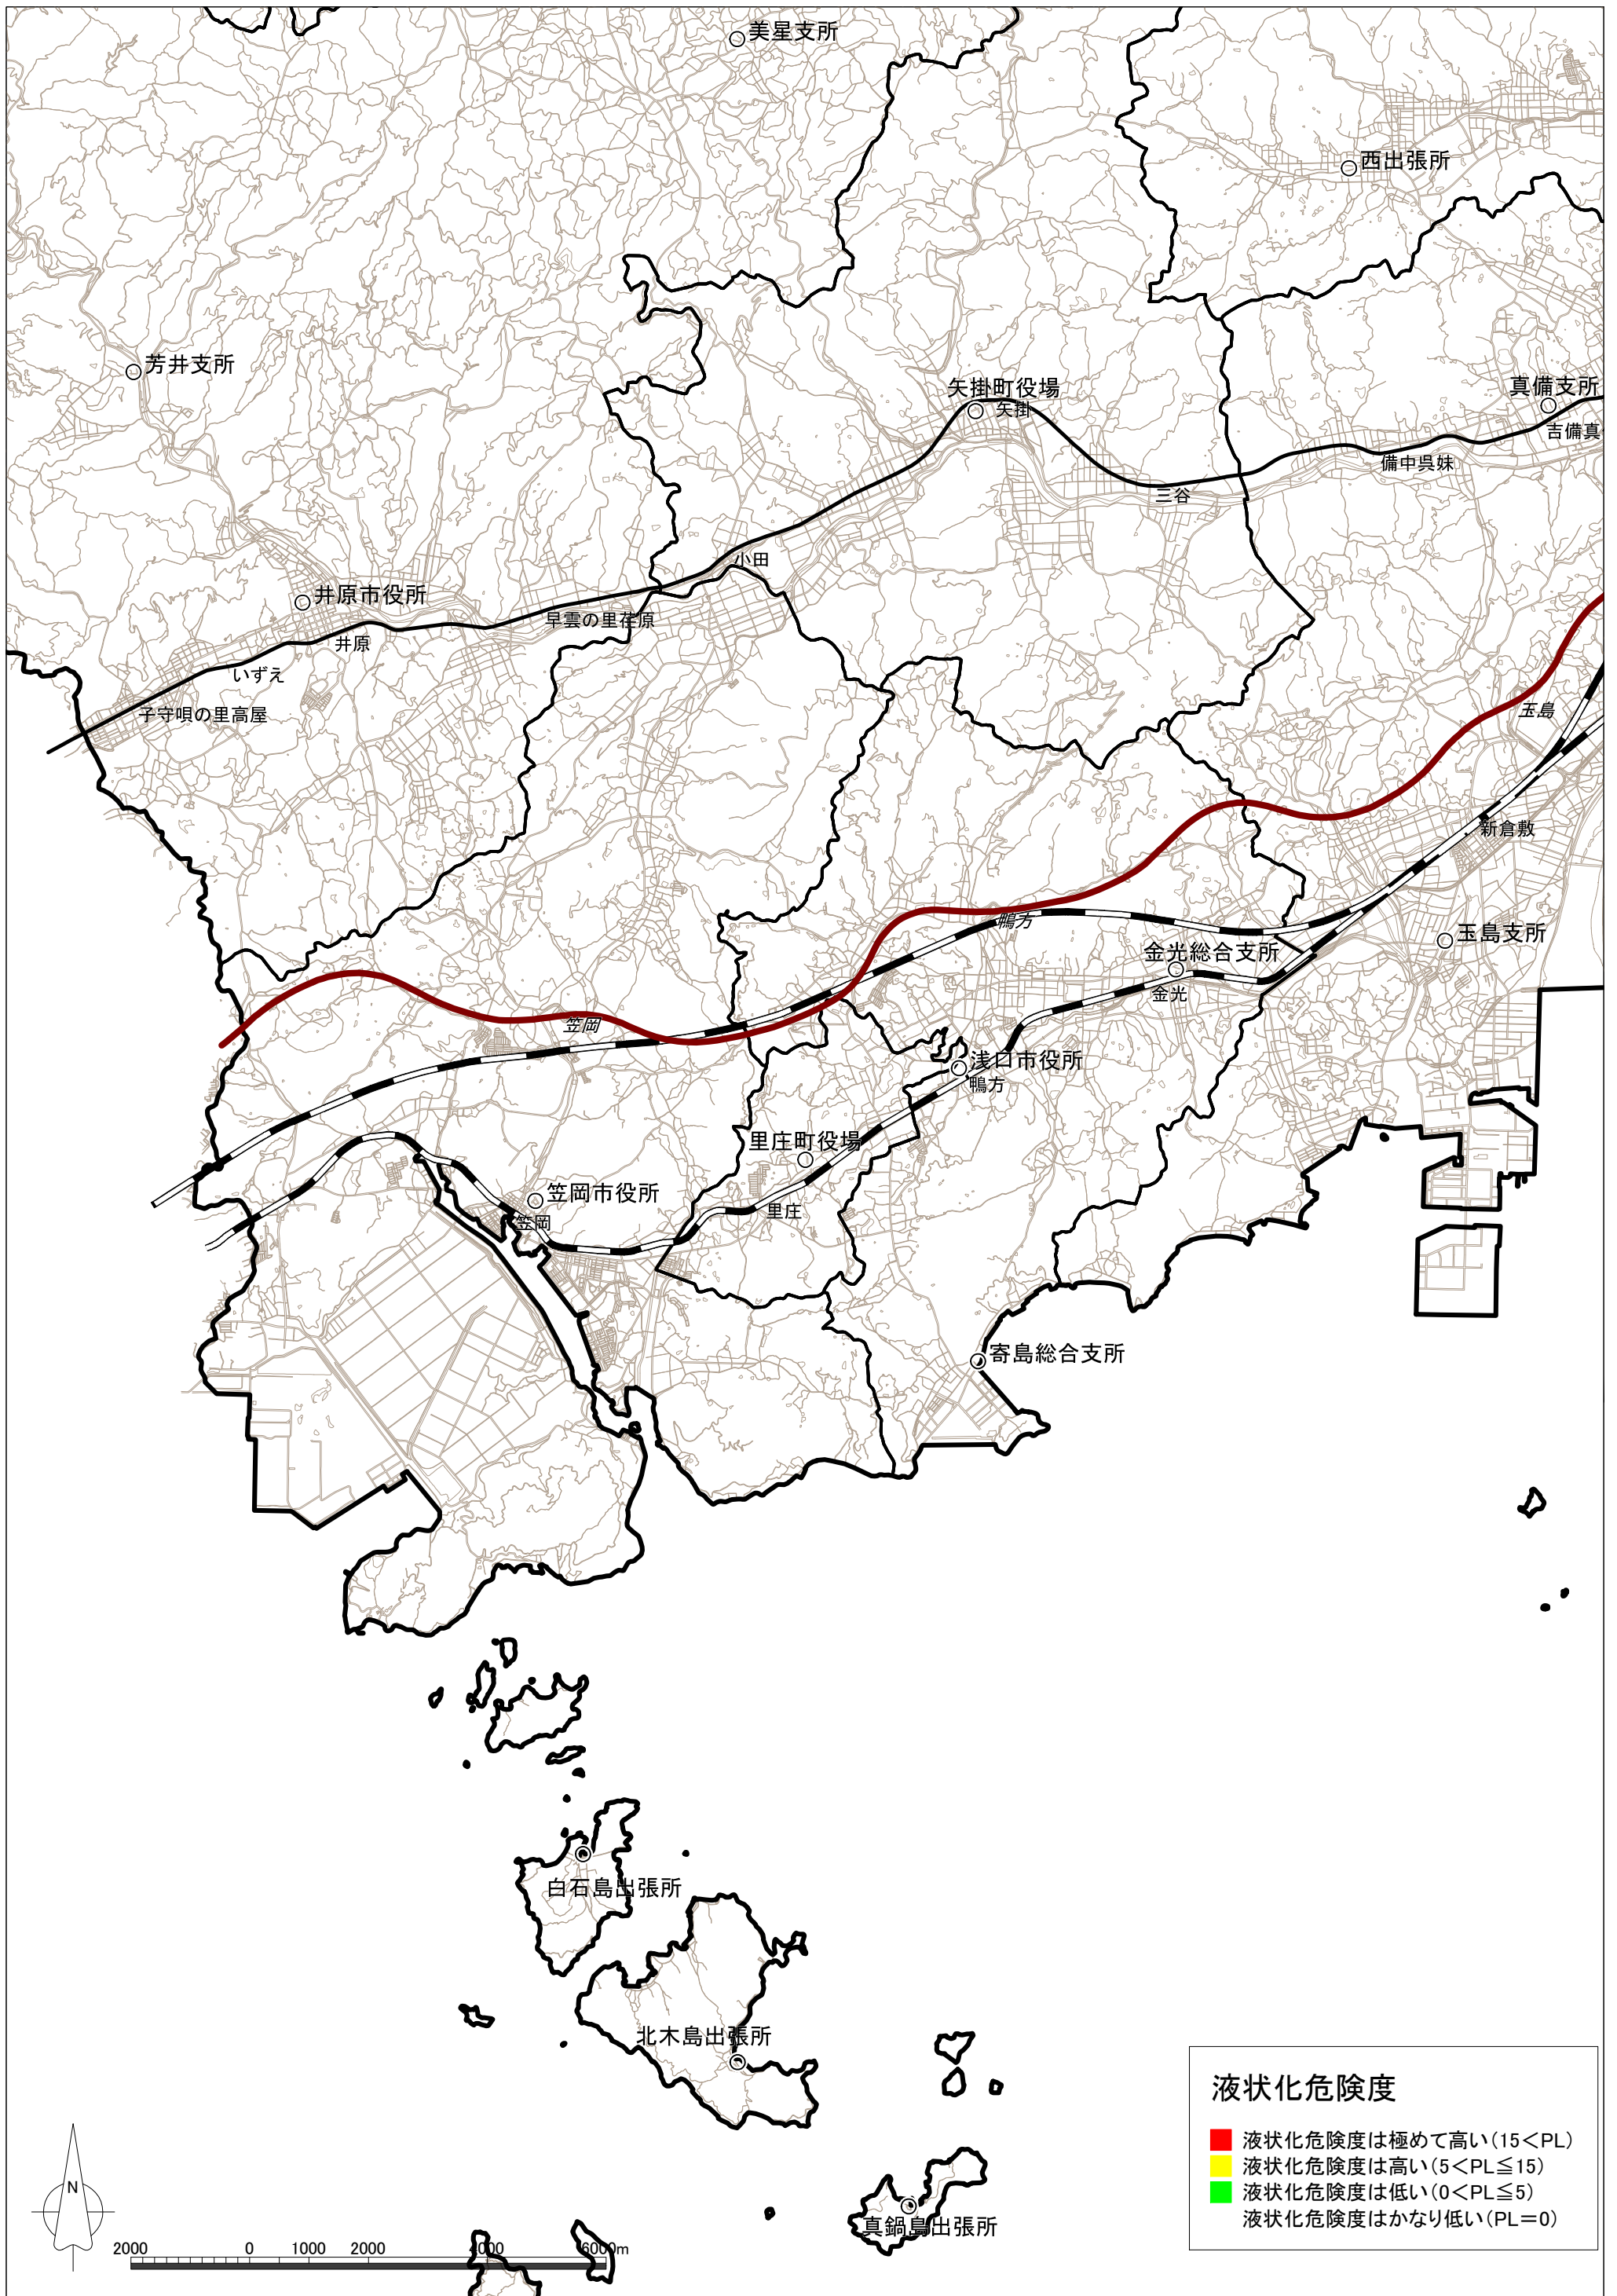 美星支所
西出張所
芳井支所
矢掛町役場
矢掛
真備支所
吉備真
備中呉妹
三谷
小田
井原市役所
早雲の里荏原
井原
いずえ
子守唄の里高屋
玉島
新倉敷
鴨方
玉島支所
金光総合支所
金光
笠岡
浅口市役所
鴨方
里庄町役場
笠岡市役所
里庄
笠岡
寄島総合支所
白石島出張所
北木島出張所
真鍋島出張所
液状化危険度
液状化危険度は極めて高い(15<PL)
液状化危険度は高い(5<PL≦15)
液状化危険度は低い(0<PL≦5)
液状化危険度はかなり低い(PL=0)
N
2000 0 1000 2000 4000 6000m